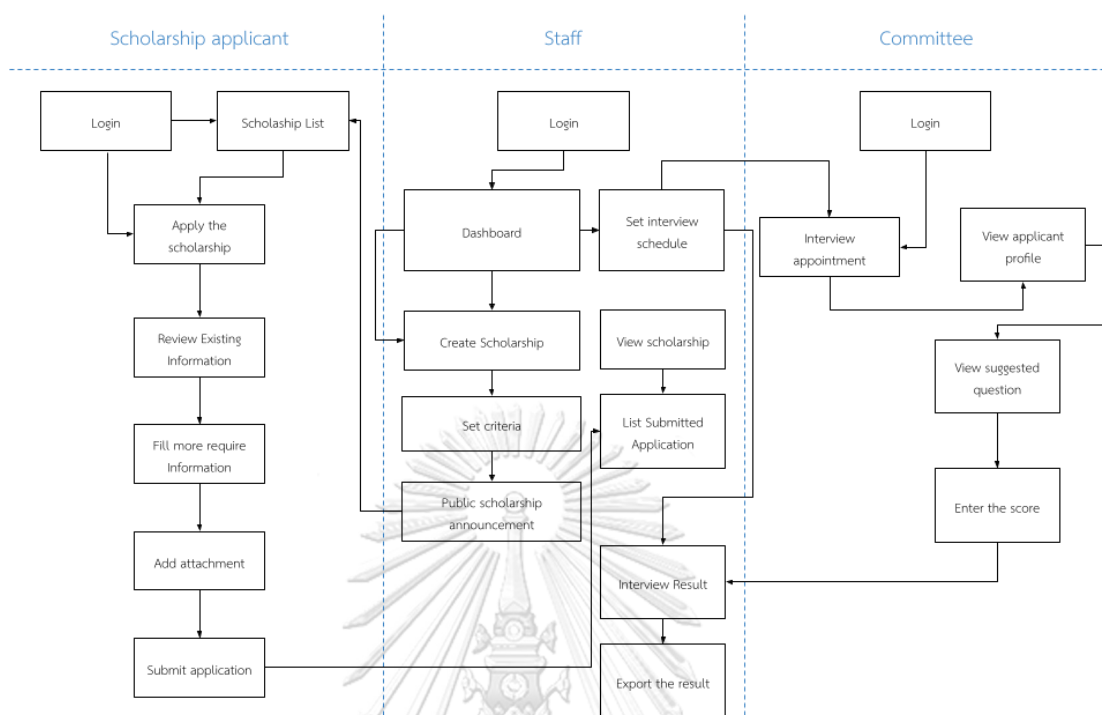 Scholarship applicant
Staff
Committee
Login
Scholaship List
Apply the
scholarship
Review Existing
Information
Fill more require
Information
Add attachment
Submit application
Login
Dashboard
Set interview
schedule
Create Scholarship
View scholarship
Set criteria
List Submitted
Application
Public scholarship
announcement
Interview Result
Export the result
Login
Interview
appointment
View applicant
profile
View suggested
question
Enter the score